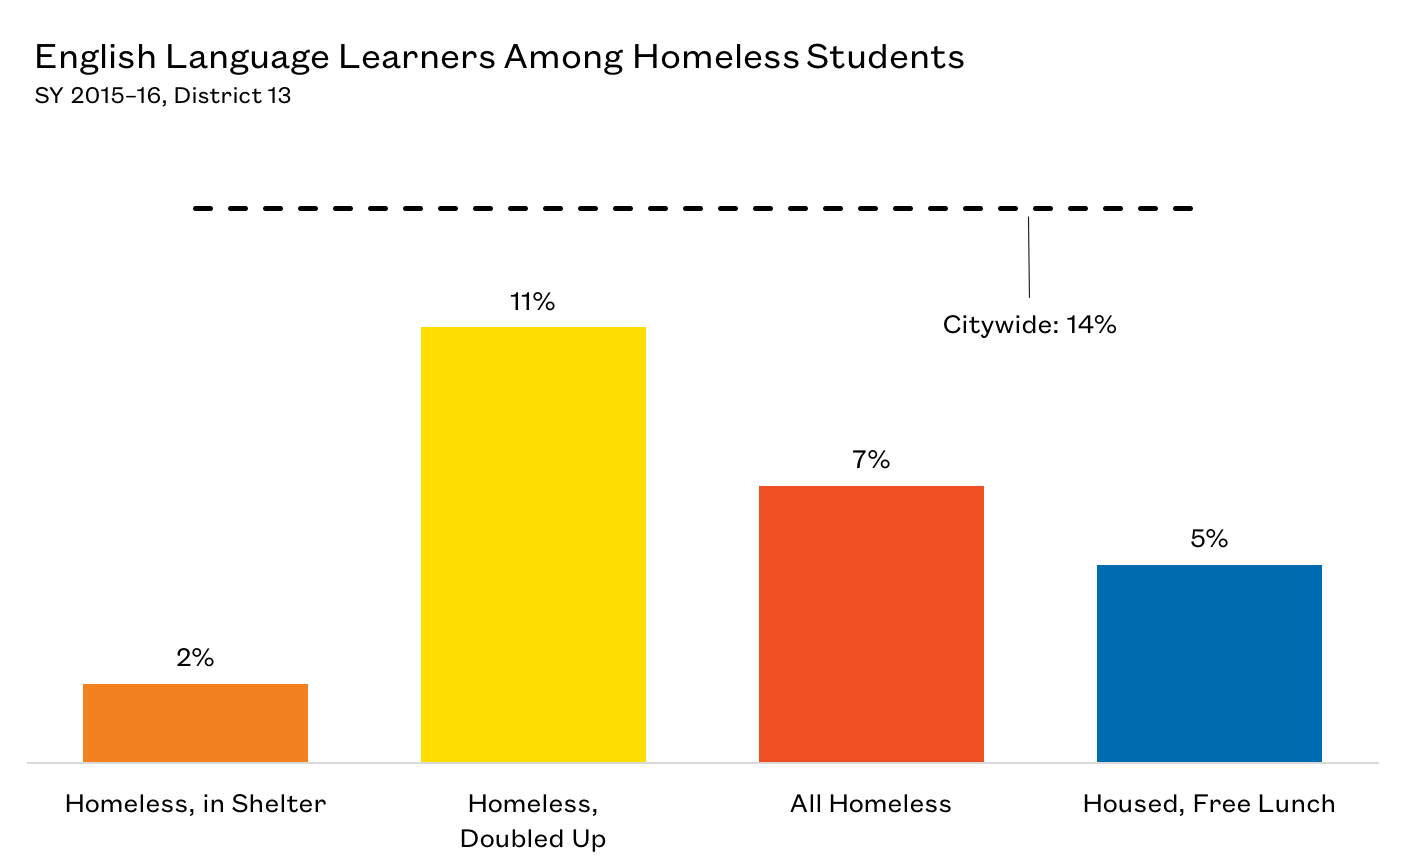 English Language Learners Among Homeless Students
SY 2015–16, District 13
11%
Citywide: 14%
7%
5%
2%
Homeless, in Shelter
Homeless,
Doubled Up
All Homeless
Housed, Free Lunch